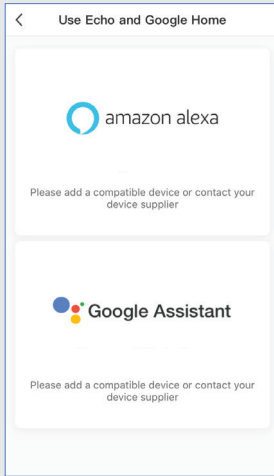 Use Echo and Google Home
amazon alexa
Please add a compatible device or contact your
device supplier
Google Assistant
Please add a compatible device or contact your
device supplier